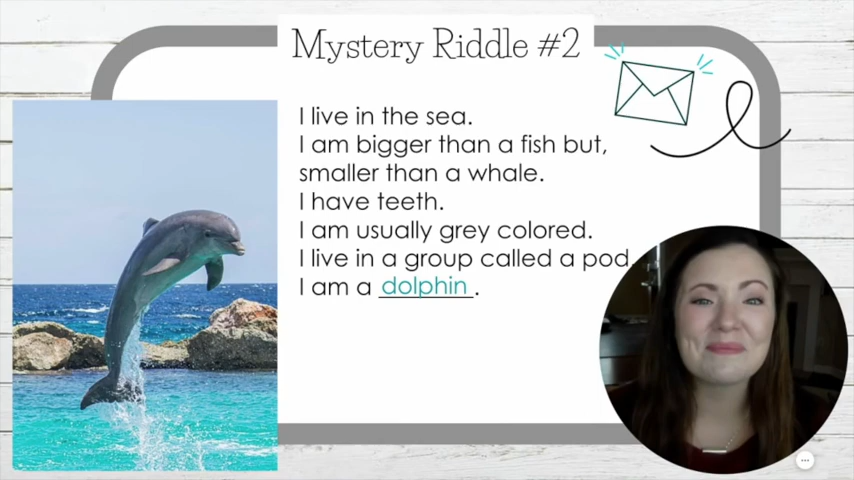 Mystery Riddle #2
I live in the sea.
I am bigger than a fish but,
smaller than a whale.
I have teeth.
I am usually grey colored.
I live in a group called a pod.
I am a dolphin.